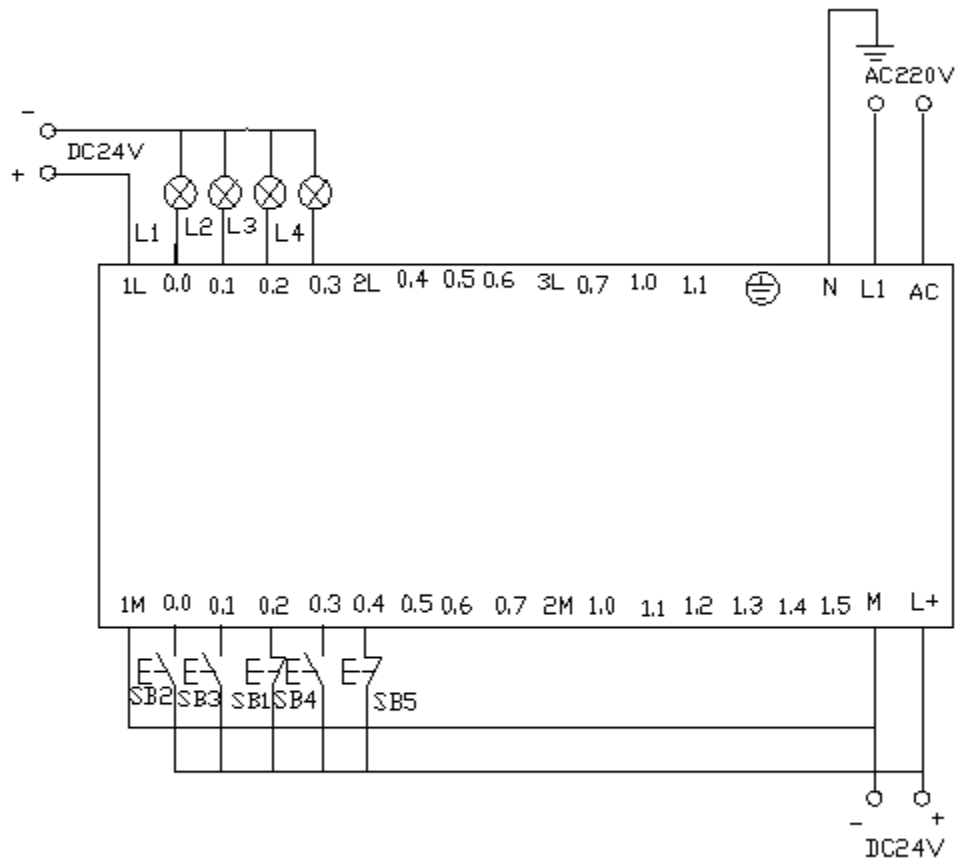 AC220V
-
DC24V
+
L1 L2 L3 L4
1L 0.0 0.1 0.2 0.3 2L 0.4 0.5 0.6 3L 0.7 1.0 1.1 N L1 AC
1M 0.0 0.1 0.2 0.3 0.4 0.5 0.6 0.7 2M 1.0 1.1 1.2 1.3 1.4 1.5 M L+
SB2 SB3 SB1 SB4 SB5
- +
DC24V